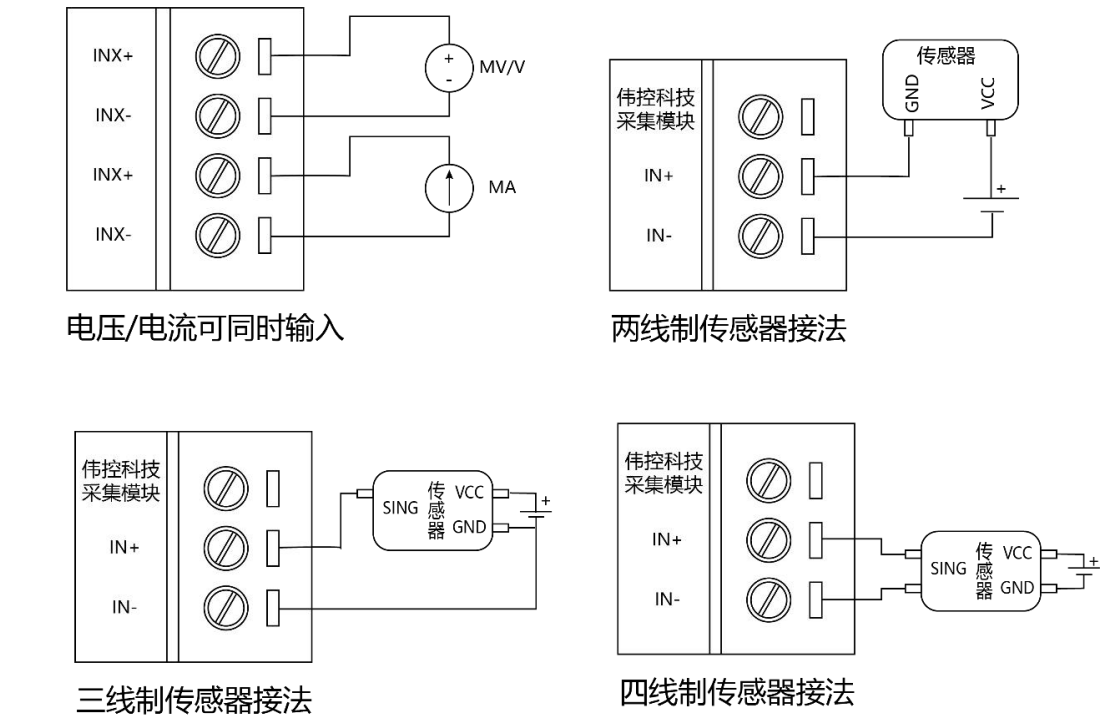 INX+
INX-
INX+
INX-
+
-
MV/V
MA
电压/电流可同时输入
伟控科技
采集模块
IN+
IN-
传感器
GND
VCC
+
两线制传感器接法
伟控科技
采集模块
IN+
IN-
SING
传感器
VCC
GND
+
三线制传感器接法
伟控科技
采集模块
IN+
IN-
SING
传感器
VCC
GND
+
四线制传感器接法